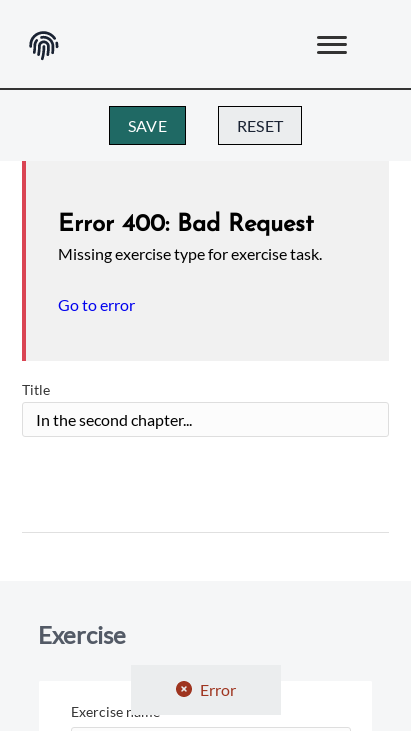 SAVE RESET
Error 400: Bad Request
Missing exercise type for exercise task.
Go to error
Title
In the second chapter...
Exercise
Error
Exercise name